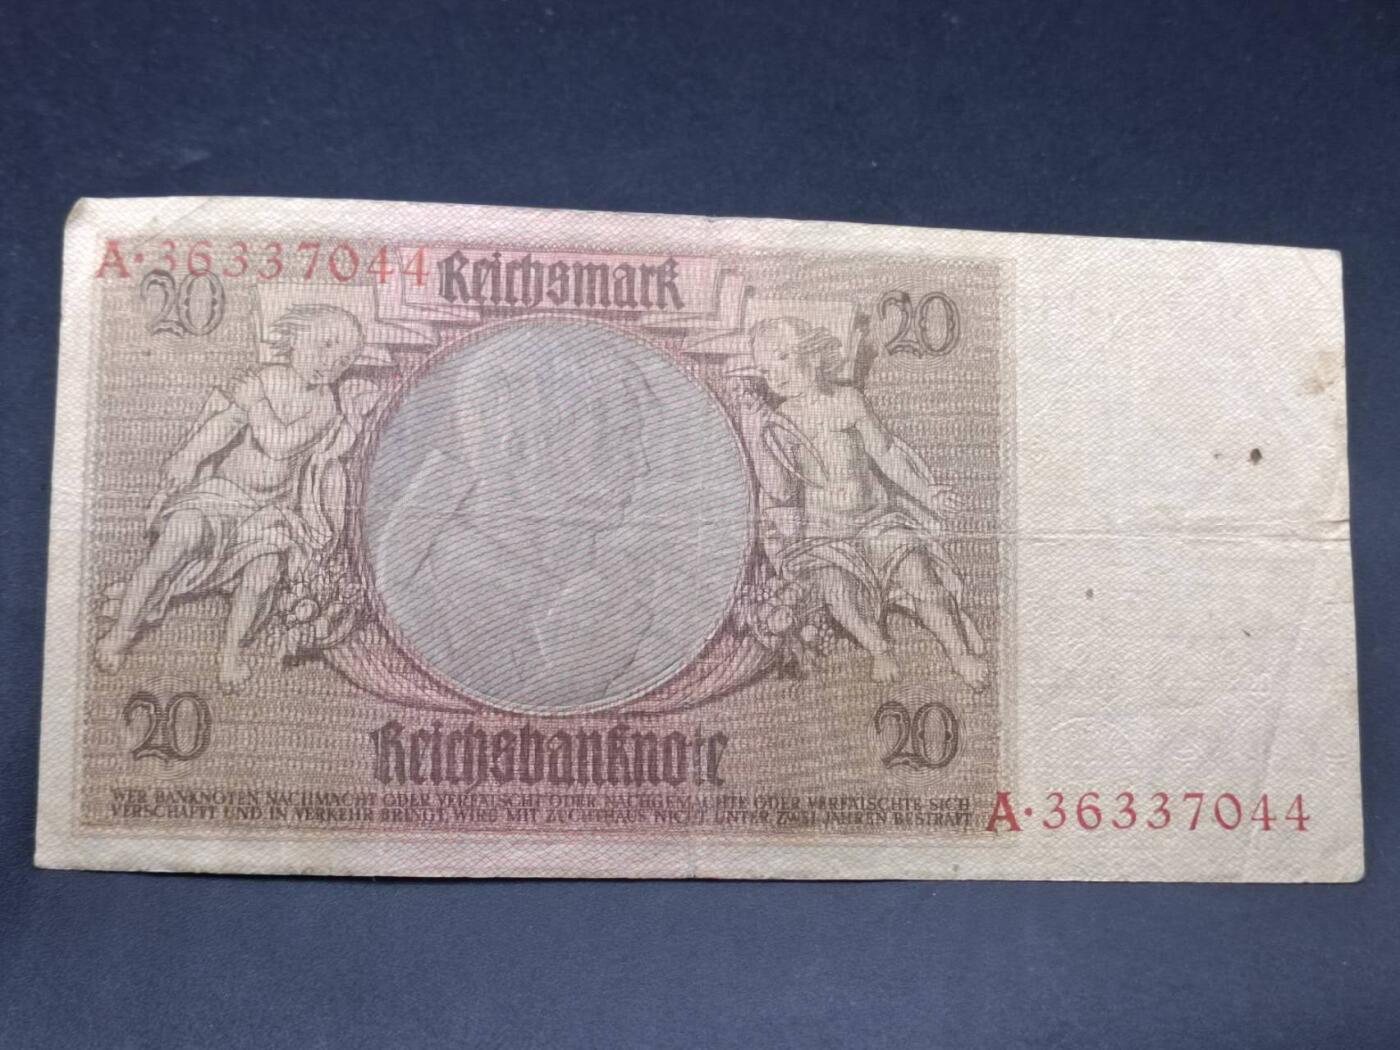 A·36337044
Reichsmark
20
20
20
20
Reichsbanknote
WER BANKNOTEN NACHMACHT ODER VERFÄLSCHT ODER NACHGEMACHTE ODER VERFÄLSCHTE SICH
VERSCHAFFT UND IN VERKEHR BRINGT, WIRD MIT ZUCHTHAUS NICHT UNTER ZWEI JAHREN BESTRAFT
A·36337044